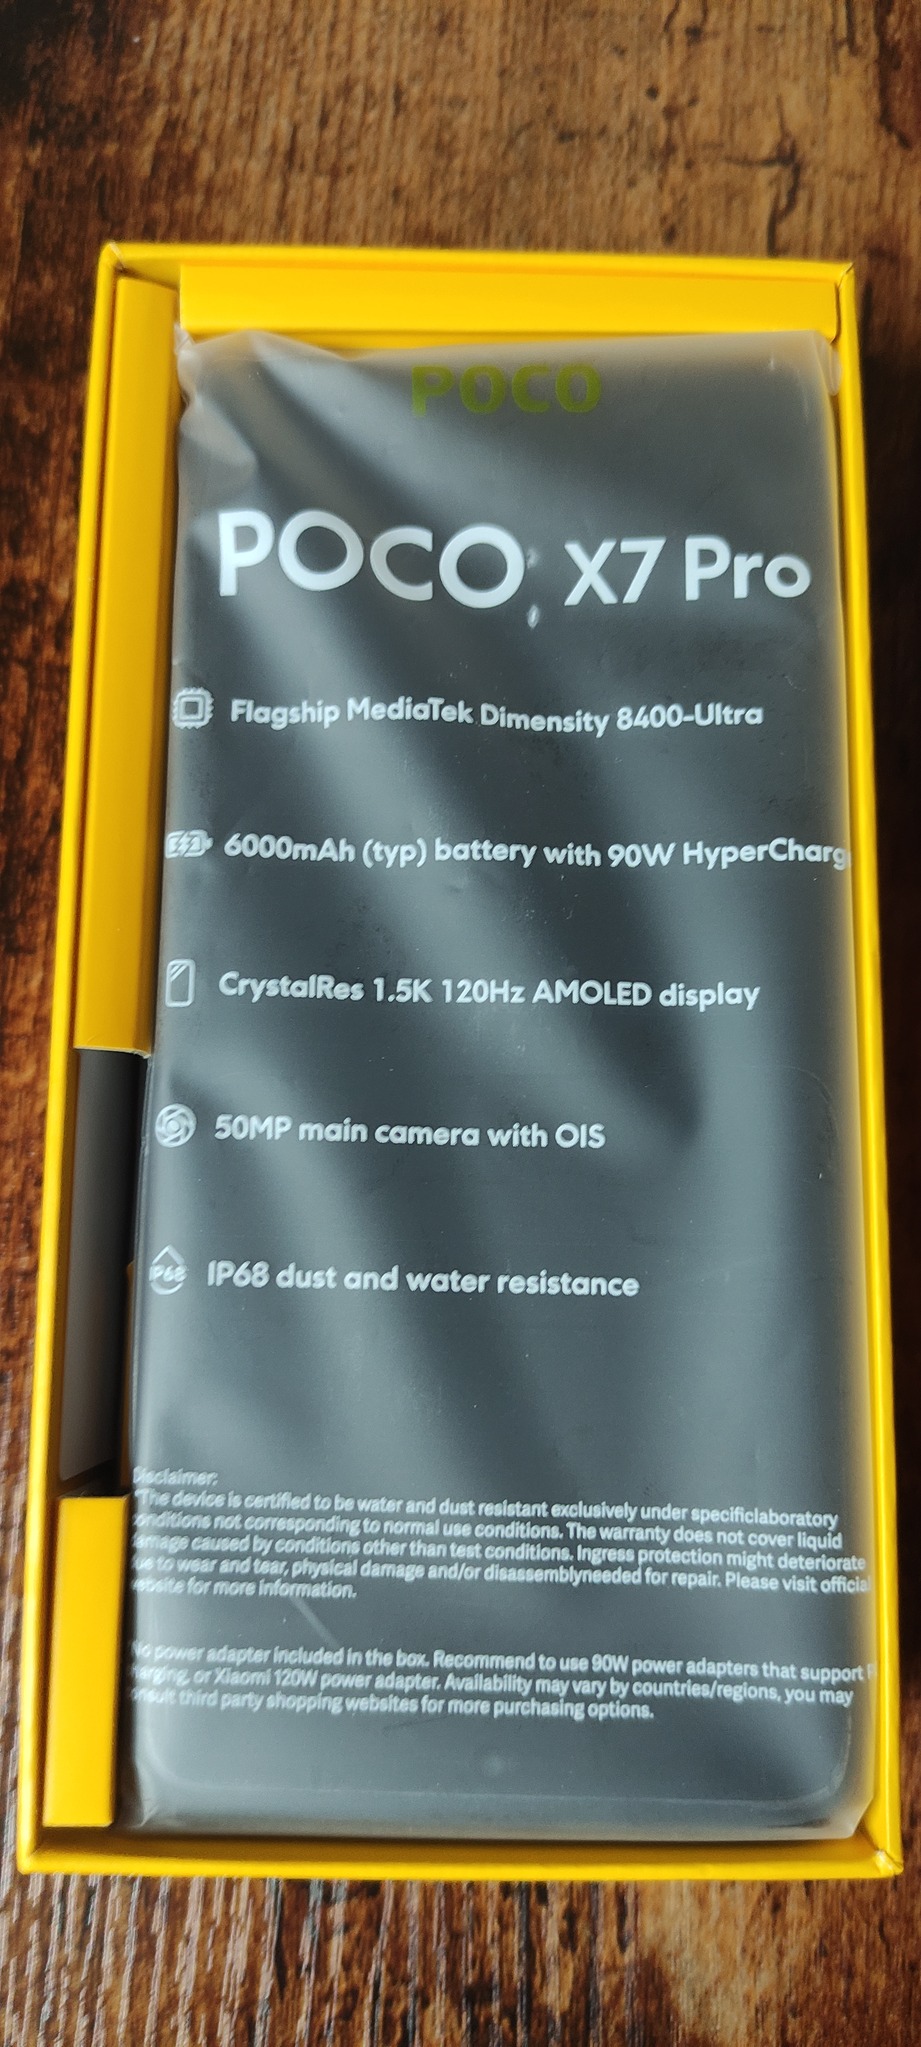 POCO
POCO X7 Pro
Flagship MediaTek Dimensity 8400-Ultra
6000mAh (typ) battery with 90W HyperCharg
CrystalRes 1.5K 120Hz AMOLED display
50MP main camera with OIS
IP68
IP68 dust and water resistance
Disclaimer:
*The device is certified to be water and dust resistant exclusively under specificlaboratory
conditions not corresponding to normal use conditions. The warranty does not cover liquid
damage caused by conditions other than test conditions. Ingress protection might deteriorate
due to wear and tear, physical damage and/or disassemblyneeded for repair. Please visit official
website for more information.
No power adapter included in the box. Recommend to use 90W power adapters that support
charging, or Xiaomi 120W power adapter. Availability may vary by countries/regions, you may
consult third party shopping websites for more purchasing options.